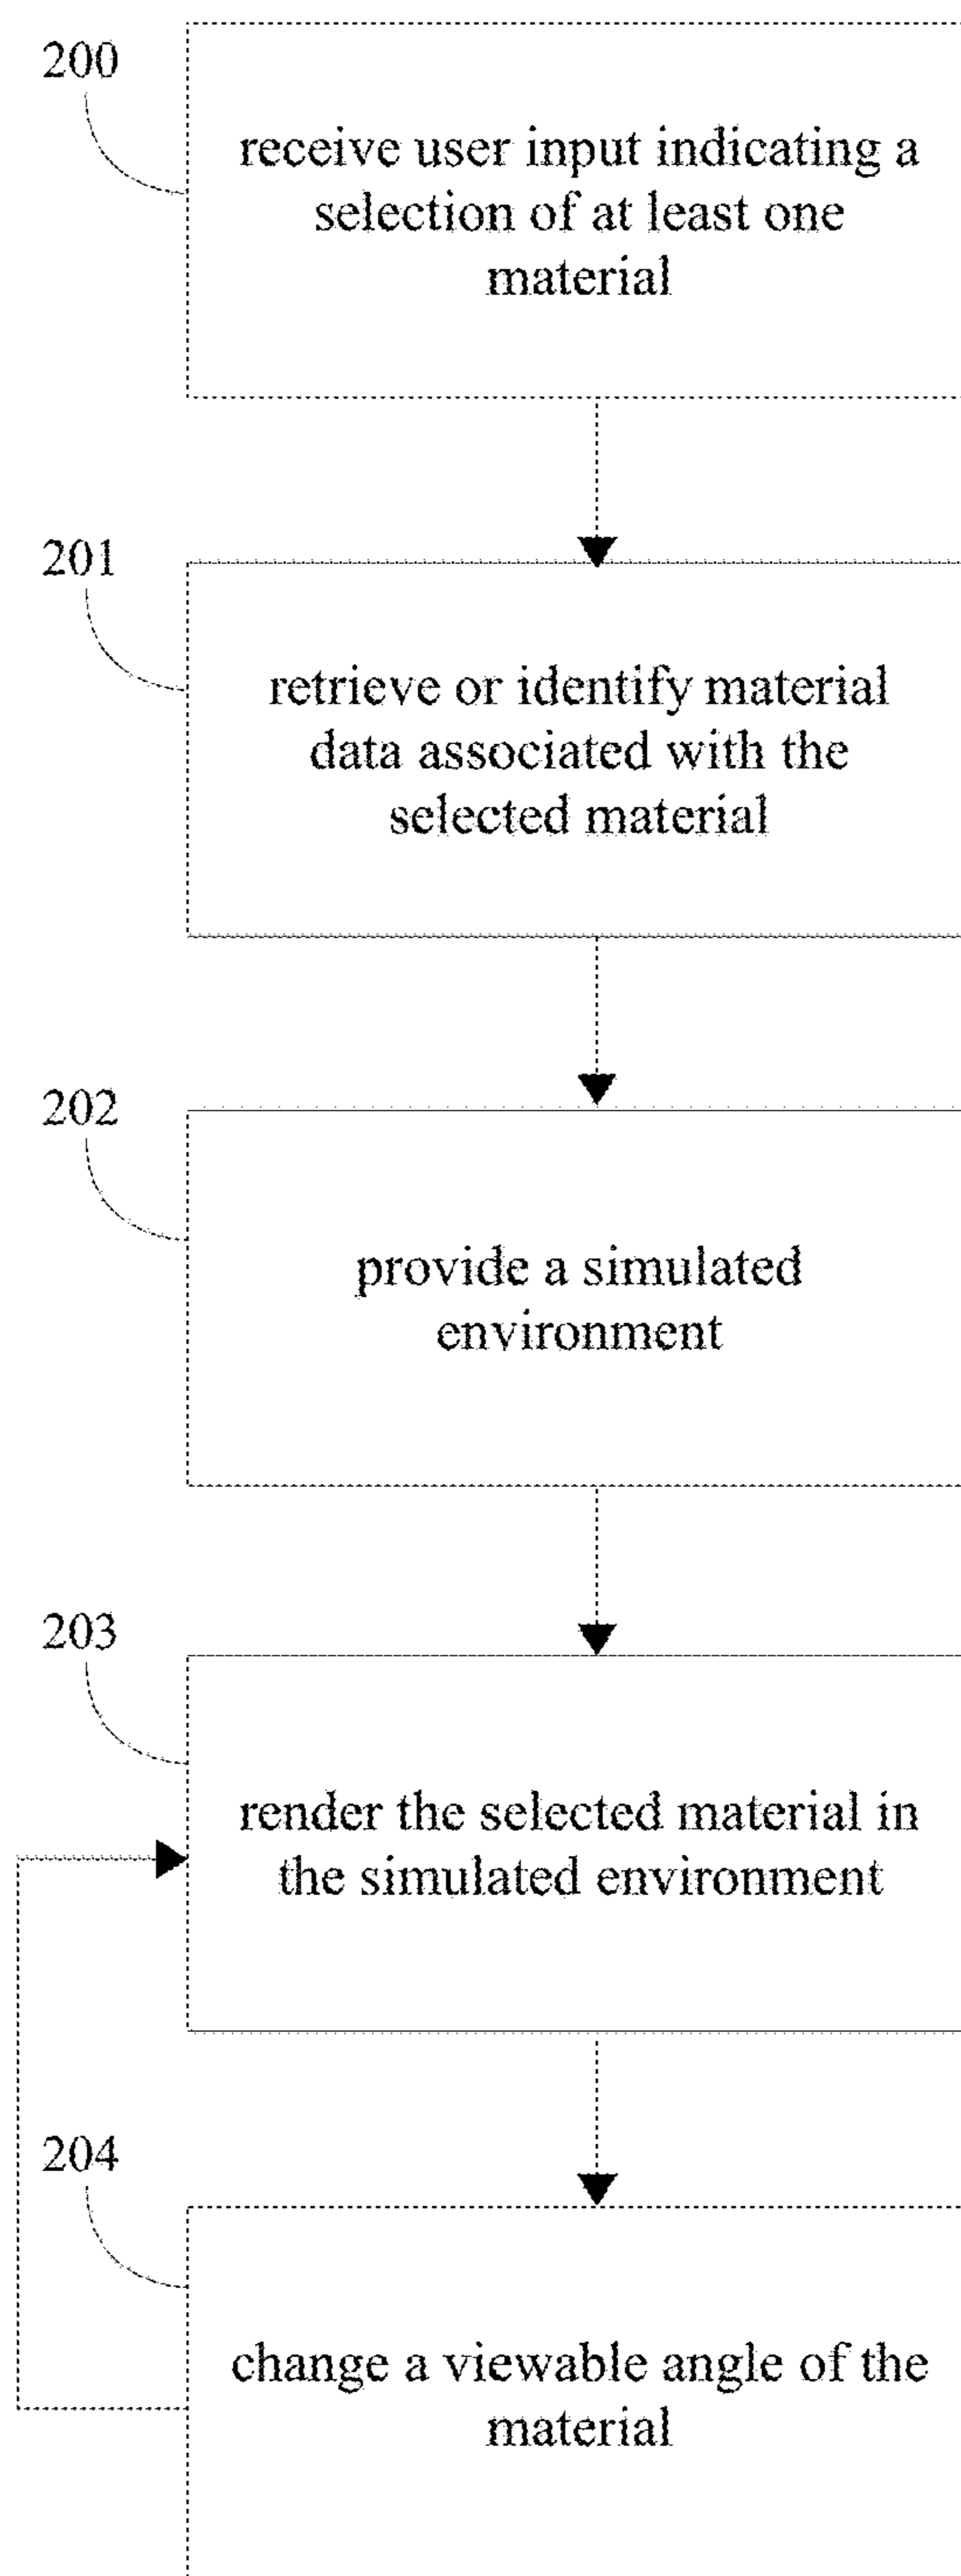 200
receive user input indicating a
selection of at least one
material
201
retrieve or identify material
data associated with the
selected material
202
provide a simulated
environment
203
render the selected material in
the simulated environment
204
change a viewable angle of the
material